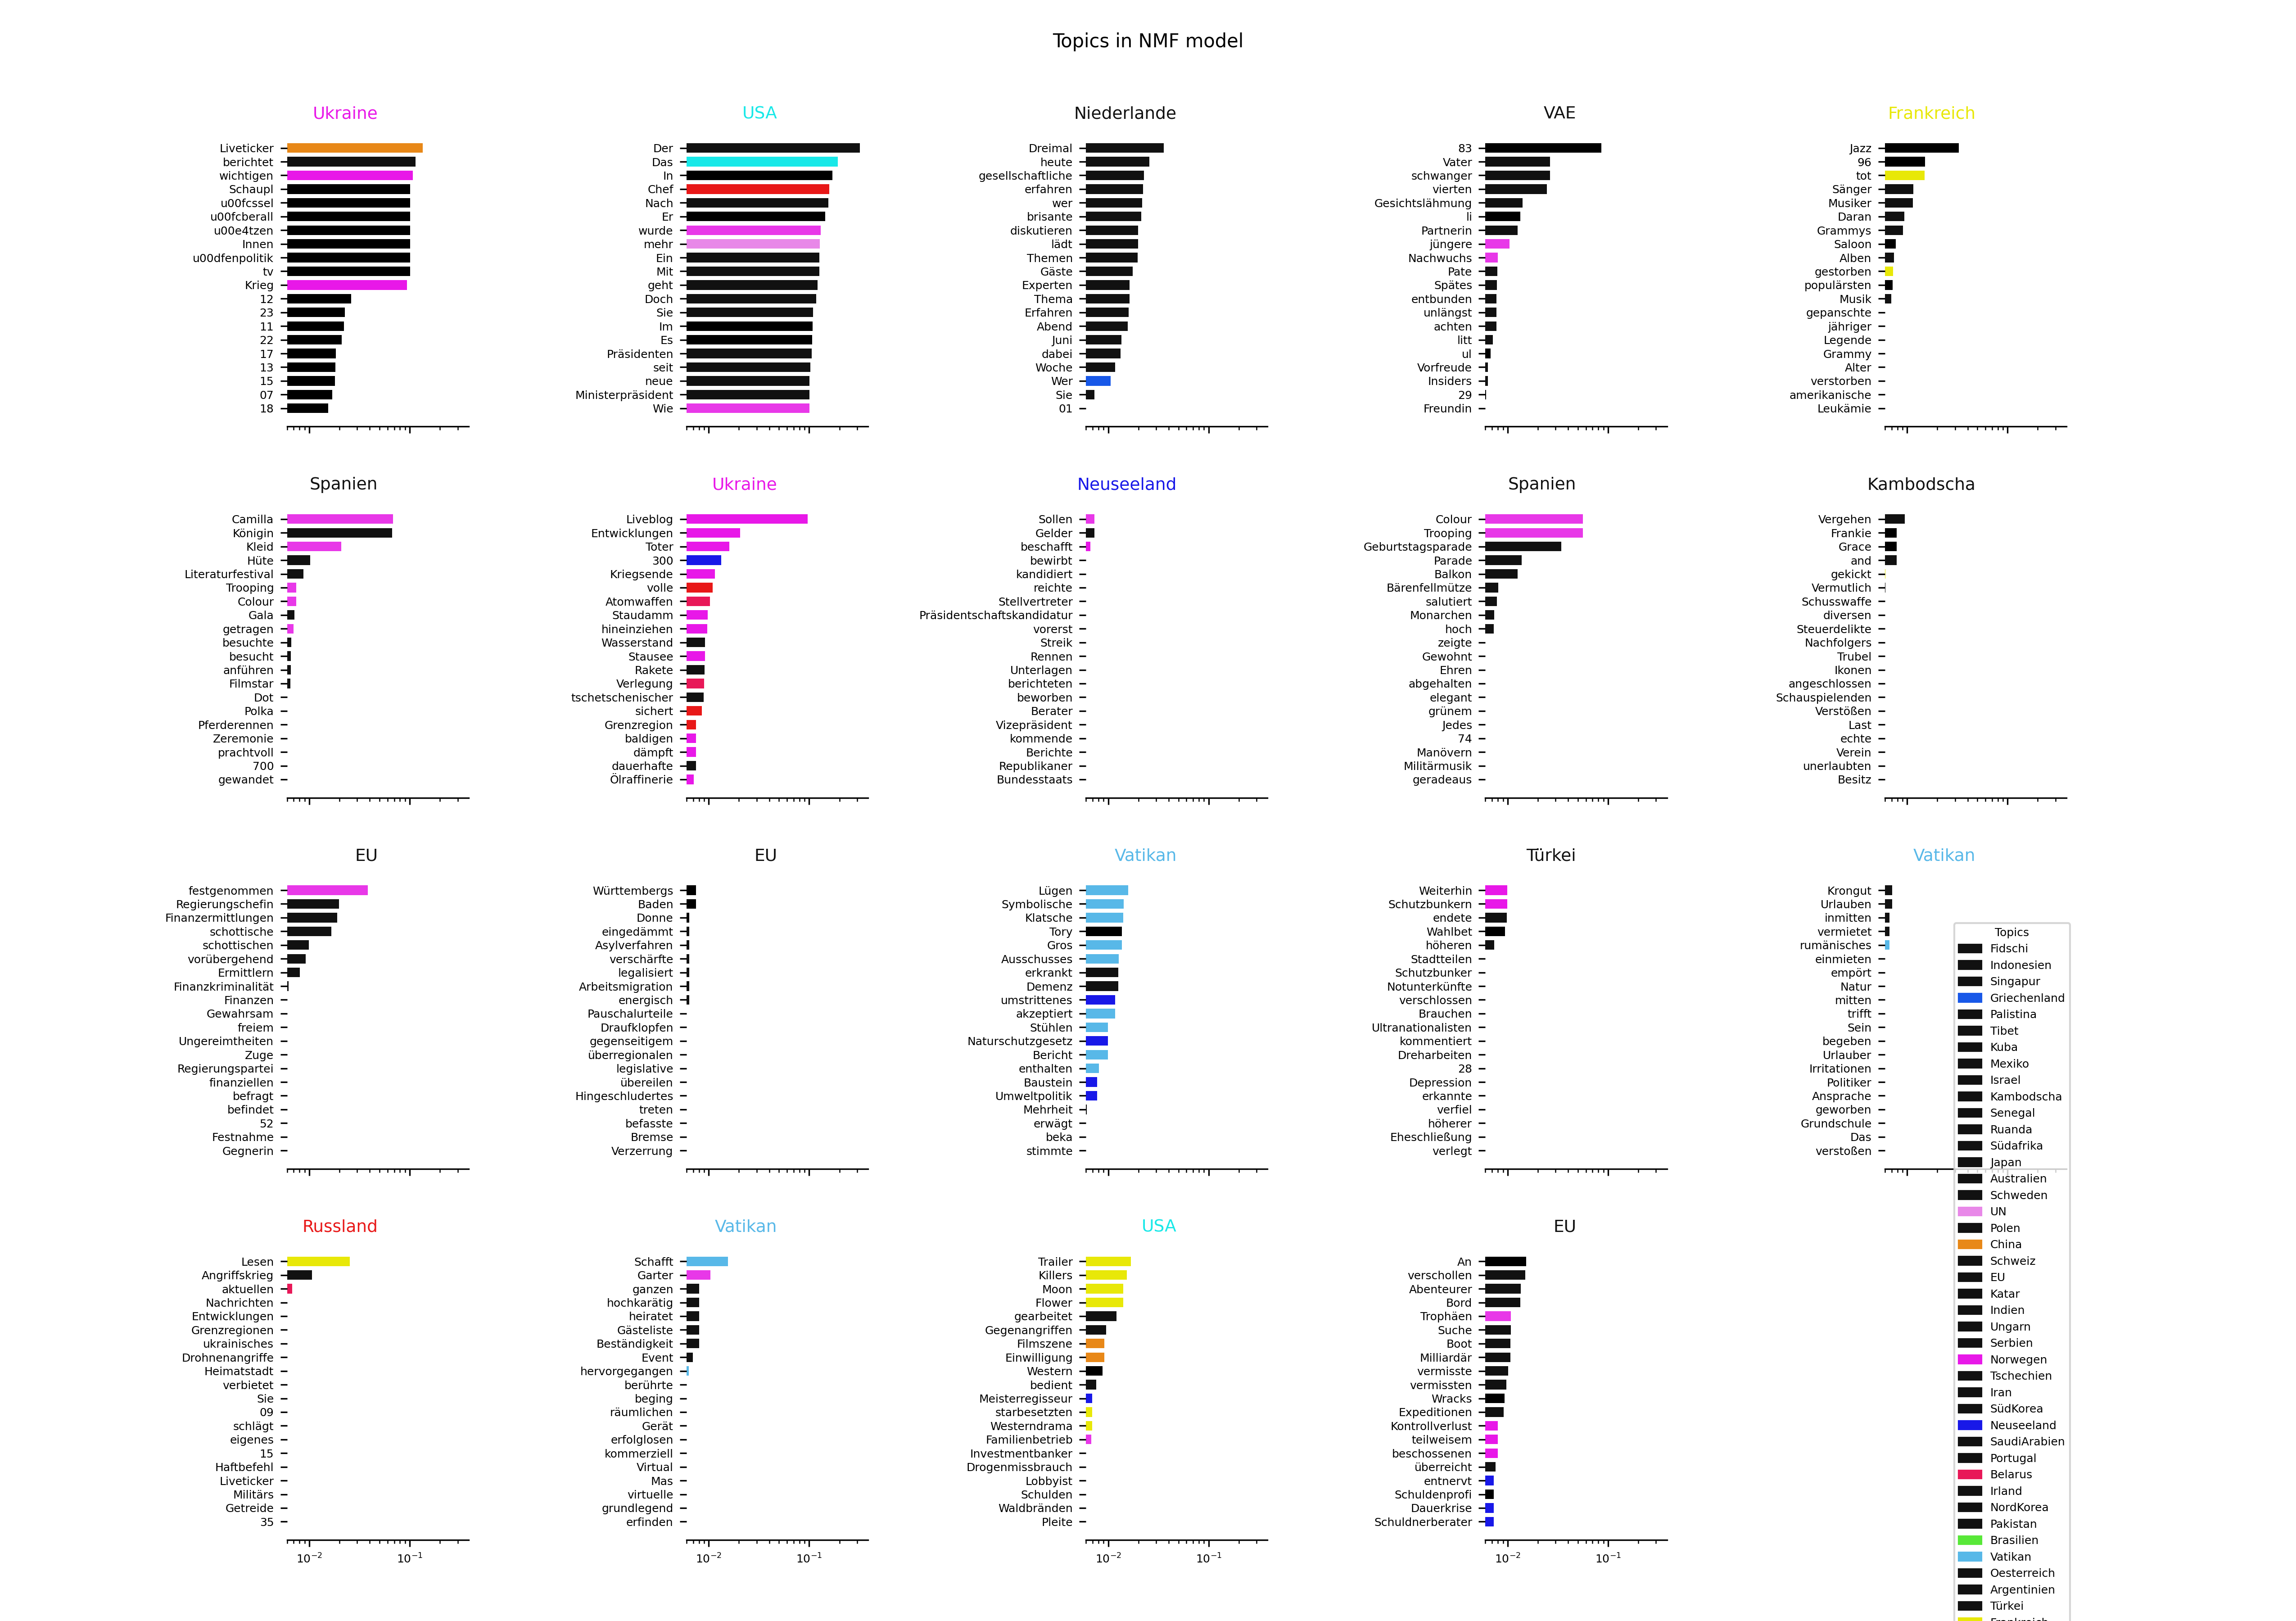 Topics in NMF model
Ukraine
Liveticker
berichtet
wichtigen
Schaupl
u00fcssel
u00fcberall
u00e4tzen
Innen
u00dfenpolitik
tv
Krieg
12
23
11
22
17
13
15
07
18
USA
Der
Das
In
Chef
Nach
Er
wurde
mehr
Ein
Mit
geht
Doch
Sie
Im
Es
Präsidenten
seit
neue
Ministerpräsident
Wie
Niederlande
Dreimal
heute
gesellschaftliche
erfahren
wer
brisante
diskutieren
lädt
Themen
Gäste
Experten
Thema
Erfahren
Abend
Juni
dabei
Woche
Wer
Sie
01
VAE
83
Vater
schwanger
vierten
Gesichtslähmung
li
Partnerin
jüngere
Nachwuchs
Pate
Spätes
entbunden
unlängst
achten
litt
ul
Vorfreude
Insiders
29
Freundin
Frankreich
Jazz
96
tot
Sänger
Musiker
Daran
Grammys
Saloon
Alben
gestorben
populärsten
Musik
gepanschte
jähriger
Legende
Grammy
Alter
verstorben
amerikanische
Leukämie
Spanien
Camilla
Königin
Kleid
Hüte
Literaturfestival
Trooping
Colour
Gala
getragen
besuchte
besucht
anführen
Filmstar
Dot
Polka
Pferderennen
Zeremonie
prachtvoll
700
gewandet
Ukraine
Liveblog
Entwicklungen
Toter
300
Kriegsende
volle
Atomwaffen
Staudamm
hineinziehen
Wasserstand
Stausee
Rakete
Verlegung
tschetschenischer
sichert
Grenzregion
baldigen
dämpft
dauerhafte
Ölraffinerie
Neuseeland
Sollen
Gelder
beschafft
bewirbt
kandidiert
reichte
Stellvertreter
Präsidentschaftskandidatur
vorerst
Streik
Rennen
Unterlagen
berichteten
beworben
Berater
Vizepräsident
kommende
Berichte
Republikaner
Bundesstaats
Spanien
Colour
Trooping
Geburtstagsparade
Parade
Balkon
Bärenfellmütze
salutiert
Monarchen
hoch
zeigte
Gewohnt
Ehren
abgehalten
elegant
grünem
Jedes
74
Manövern
Militärmusik
geradeaus
Kambodscha
Vergehen
Frankie
Grace
and
gekickt
Vermutlich
Schusswaffe
diversen
Steuerdelikte
Nachfolgers
Trubel
Ikonen
angeschlossen
Schauspielenden
Verstößen
Last
echte
Verein
unerlaubten
Besitz
EU
festgenommen
Regierungschefin
Finanzermittlungen
schottische
schottischen
vorübergehend
Ermittlern
Finanzkriminalität
Finanzen
Gewahrsam
freiem
Ungereimtheiten
Zuge
Regierungspartei
finanziellen
befragt
befindet
52
Festnahme
Gegnerin
EU
Württembergs
Baden
Donne
eingedämmt
Asylverfahren
verschärfte
legalisiert
Arbeitsmigration
energisch
Pauschalurteile
Draufklopfen
gegenseitigem
überregionalen
legislative
übereilen
Hingeschludertes
treten
befasste
Bremse
Verzerrung
Vatikan
Lügen
Symbolische
Klatsche
Tory
Gros
Ausschusses
erkrankt
Demenz
umstrittenes
akzeptiert
Stühlen
Naturschutzgesetz
Bericht
enthalten
Baustein
Umweltpolitik
Mehrheit
erwägt
beka
stimmte
Türkei
Weiterhin
Schutzbunkern
endete
Wahlbet
höheren
Stadtteilen
Schutzbunker
Notunterkünfte
verschlossen
Brauchen
Ultranationalisten
kommentiert
Dreharbeiten
28
Depression
erkannte
verfiel
höherer
Eheschließung
verlegt
Vatikan
Krongut
Urlauben
inmitten
vermietet
rumänisches
einmieten
empört
Natur
mitten
trifft
Sein
begeben
Urlauber
Irritationen
Politiker
Ansprache
geworben
Grundschule
Das
verstoßen
Russland
Lesen
Angriffskrieg
aktuellen
Nachrichten
Entwicklungen
Grenzregionen
ukrainisches
Drohnenangriffe
Heimatstadt
verbietet
Sie
09
schlägt
eigenes
15
Haftbefehl
Liveticker
Militärs
Getreide
35
10⁻² 10⁻¹
Vatikan
Schafft
Garter
ganzen
hochkarätig
heiratet
Gästeliste
Beständigkeit
Event
hervorgegangen
berührte
beging
räumlichen
Gerät
erfolglosen
kommerziell
Virtual
Mas
virtuelle
grundlegend
erfinden
10⁻² 10⁻¹
USA
Trailer
Killers
Moon
Flower
gearbeitet
Gegenangriffen
Filmszene
Einwilligung
Western
bedient
Meisterregisseur
starbesetzten
Westerndrama
Familienbetrieb
Investmentbanker
Drogenmissbrauch
Lobbyist
Schulden
Waldbränden
Pleite
10⁻² 10⁻¹
EU
An
verschollen
Abenteurer
Bord
Trophäen
Suche
Boot
Milliardär
vermisste
vermissten
Wracks
Expeditionen
Kontrollverlust
teilweisem
beschossenen
überreicht
entnervt
Schuldenprofi
Dauerkrise
Schuldnerberater
10⁻² 10⁻¹
Topics
Fidschi
Indonesien
Singapur
Griechenland
Palistina
Tibet
Kuba
Mexiko
Israel
Kambodscha
Senegal
Ruanda
Südafrika
Japan
Australien
Schweden
UN
Polen
China
Schweiz
EU
Katar
Indien
Ungarn
Serbien
Norwegen
Tschechien
Iran
SüdKorea
Neuseeland
SaudiArabien
Portugal
Belarus
Irland
NordKorea
Pakistan
Brasilien
Vatikan
Oesterreich
Argentinien
Türkei